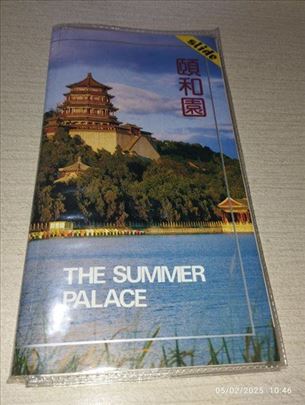 slide
頤和園
THE SUMMER
PALACE
05/02/2025 10:46